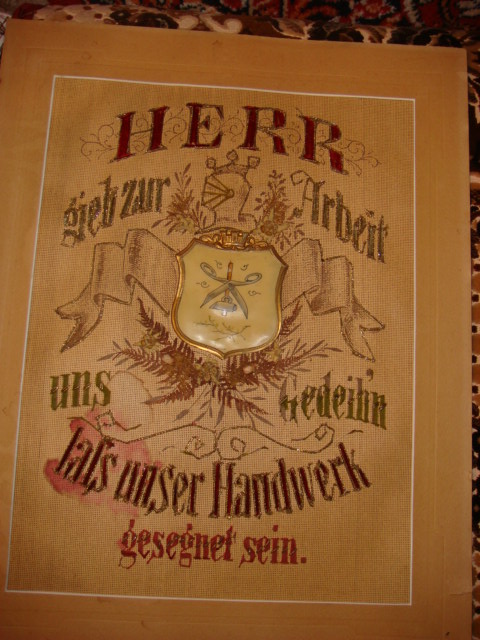 HERR
gieb zur Arbeit
uns Gedeih'n
laſs unser Handwerk
gesegnet sein.